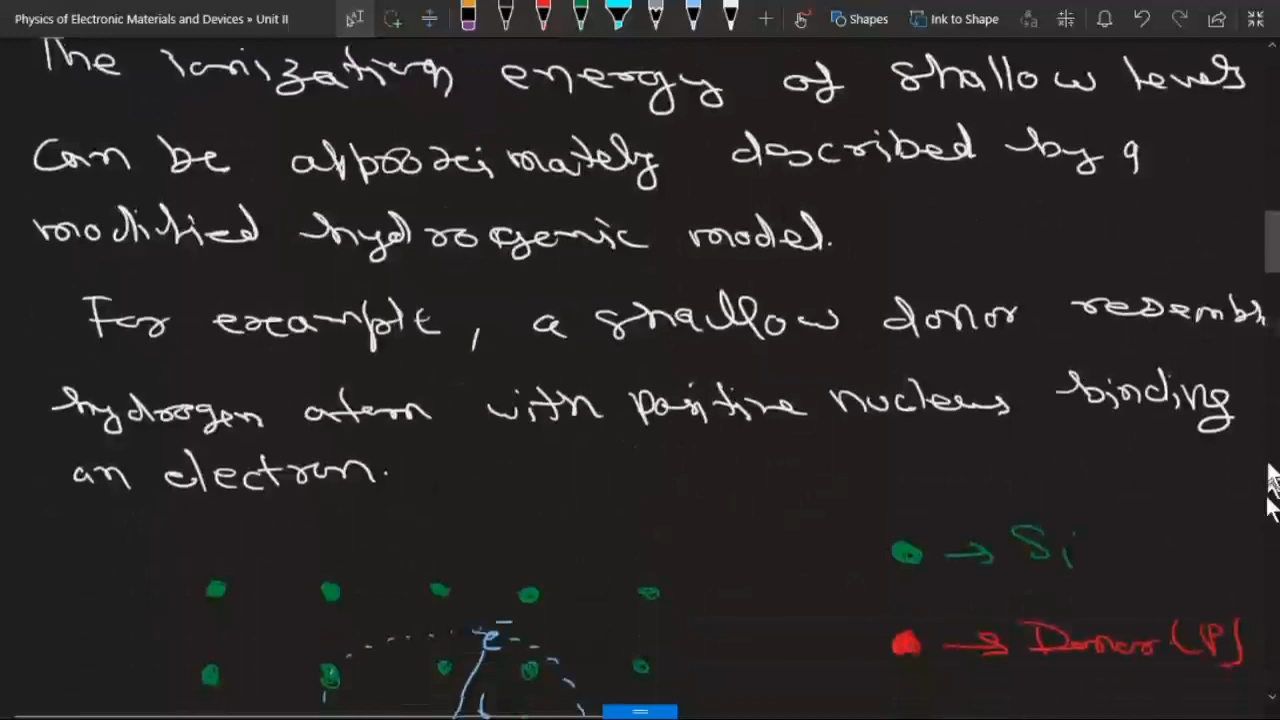 Physics of Electronic Materials and Devices » Unit II
Shapes
Ink to Shape
The ionization energy of shallow levels
can be approximately described by a
modified hydrogenic model.
For example, a shallow donor resembl
hydrogen atom with positive nucleus binding
an electron.
→ Si
e⁻
→ Donor (P)